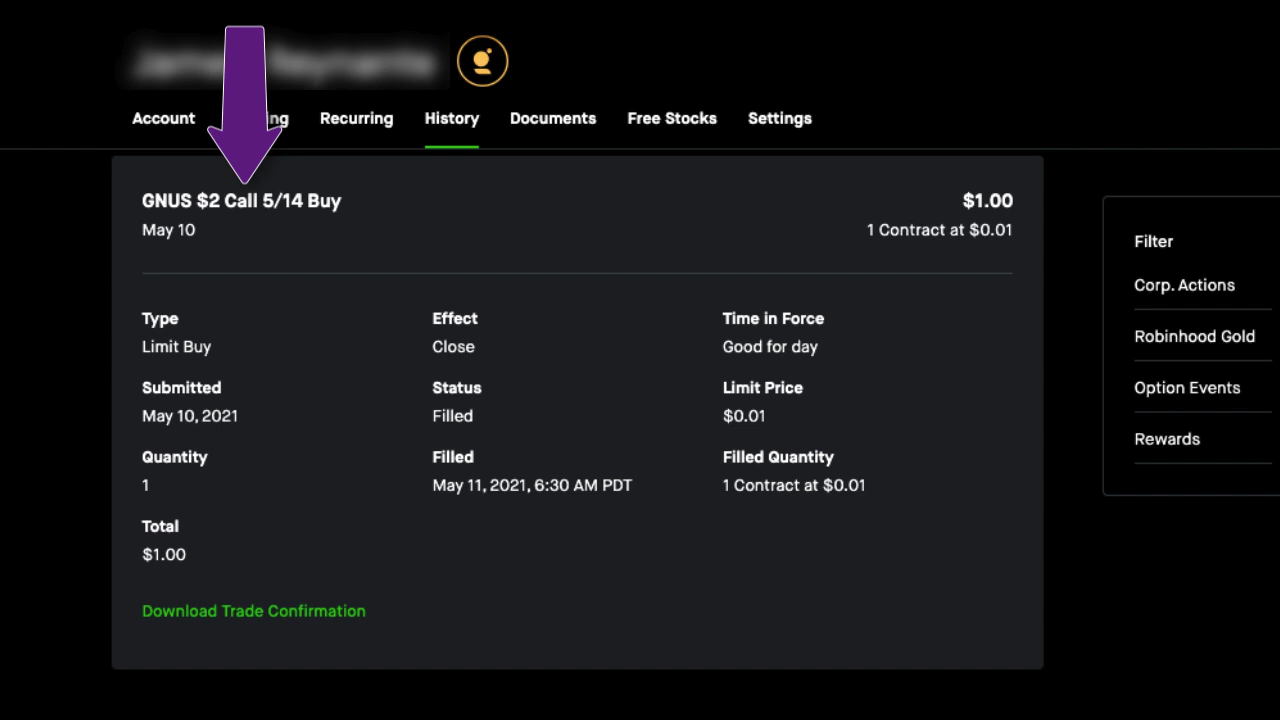 Account Recurring History Documents Free Stocks Settings
GNUS $2 Call 5/14 Buy $1.00
May 10 1 Contract at $0.01
Type Effect Time in Force
Limit Buy Close Good for day
Submitted Status Limit Price
May 10, 2021 Filled $0.01
Quantity Filled Filled Quantity
1 May 11, 2021, 6:30 AM PDT 1 Contract at $0.01
Total
$1.00
Download Trade Confirmation
Filter
Corp. Actions
Robinhood Gold
Option Events
Rewards